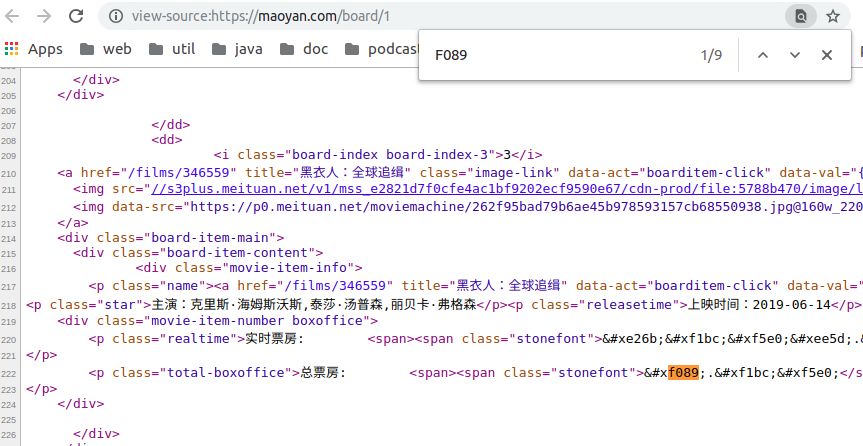 view-source:https://maoyan.com/board/1
Apps web util java doc podcast
F089 1/9
204 </div>
205 </div>
206
207 </dd>
208 <dd>
209 <i class="board-index board-index-3">3</i>
210 <a href="/films/346559" title="黑衣人：全球追缉" class="image-link" data-act="boarditem-click" data-val="{
211 <img src="//s3plus.meituan.net/v1/mss_e2821d7f0cfe4ac1bf9202ecf9590e67/cdn-prod/file:5788b470/image/l
212 <img data-src="https://p0.meituan.net/moviemachine/262f95bad79b6ae45b978593157cb68550938.jpg@160w_220
213 </a>
214 <div class="board-item-main">
215 <div class="board-item-content">
216 <div class="movie-item-info">
217 <p class="name"><a href="/films/346559" title="黑衣人：全球追缉" data-act="boarditem-click" data-val="
218 <p class="star">主演：克里斯·海姆斯沃斯,泰莎·汤普森,丽贝卡·弗格森</p><p class="releasetime">上映时间：2019-06-14</p>
219 <div class="movie-item-number boxoffice">
220 <p class="realtime">实时票房: <span><span class="stonefont">&#xe26b;&#xf1bc;&#xf5e0;&#xee5d;.&
221 </p>
222 <p class="total-boxoffice">总票房: <span><span class="stonefont">&#xf089;.&#xf1bc;&#xf5e0;</s
223 </p>
224 </div>
225
226 </div>